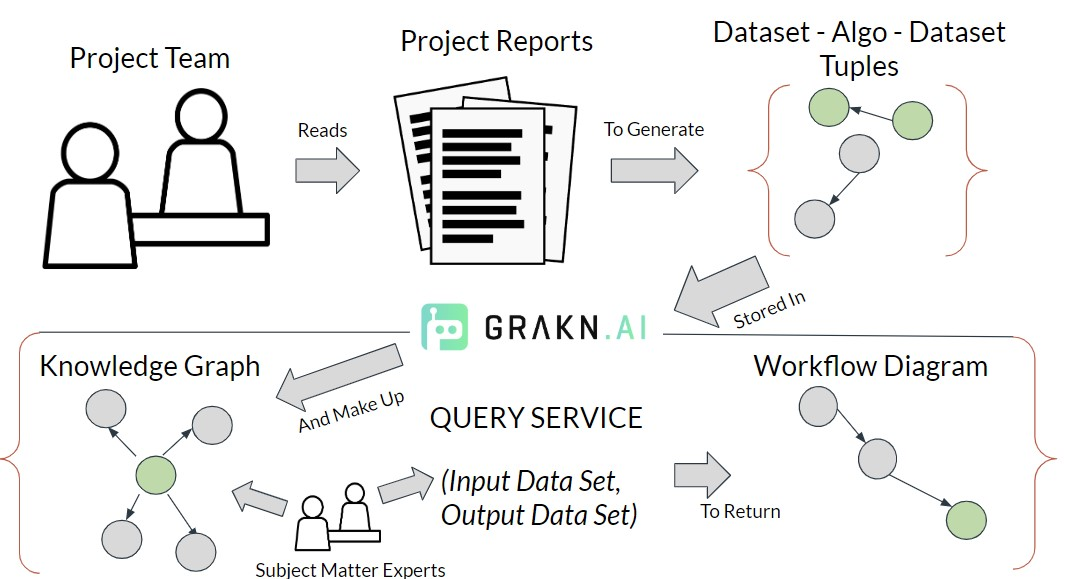 Project Team
Reads
Project Reports
To Generate
Dataset - Algo - Dataset
Tuples
Stored In
GRAKN.AI
Knowledge Graph
And Make Up
QUERY SERVICE
(Input Data Set,
Output Data Set)
Subject Matter Experts
To Return
Workflow Diagram